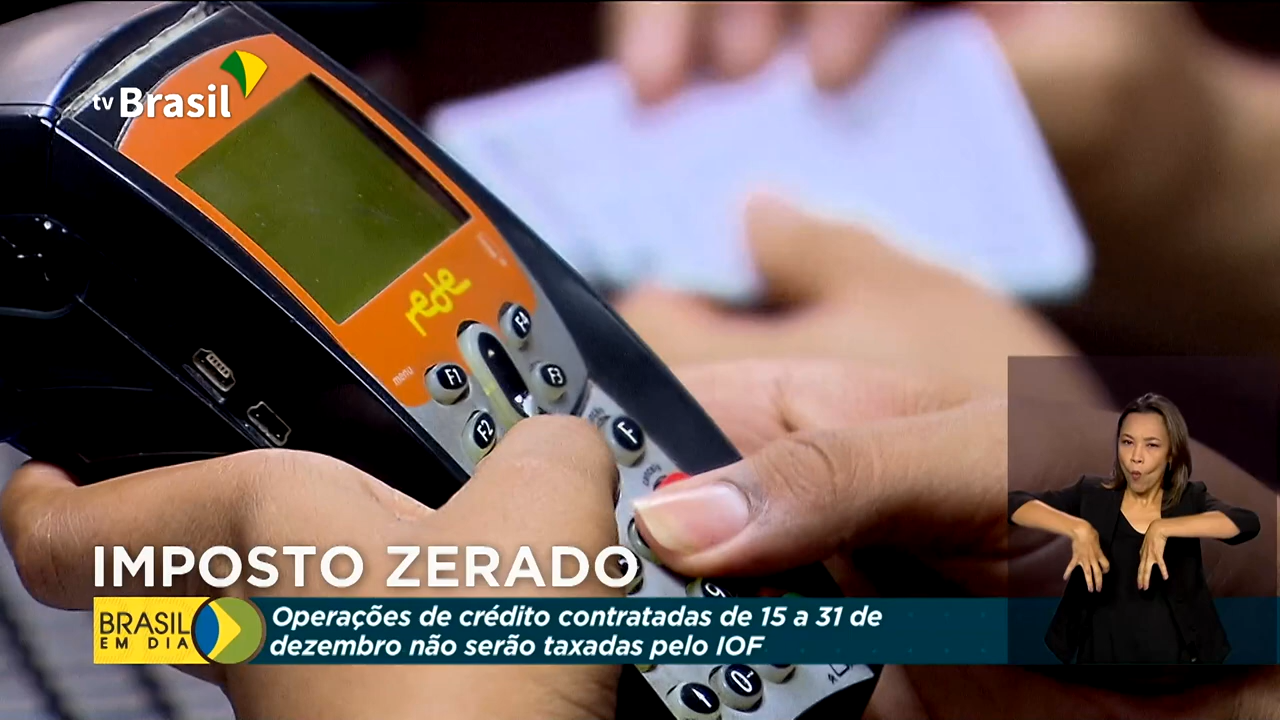 tv Brasil
rede
menu
F4
F1
F3
F2
F
IMPOSTO ZERADO
BRASIL
EM DIA
Operações de crédito contratadas de 15 a 31 de
dezembro não serão taxadas pelo IOF
0